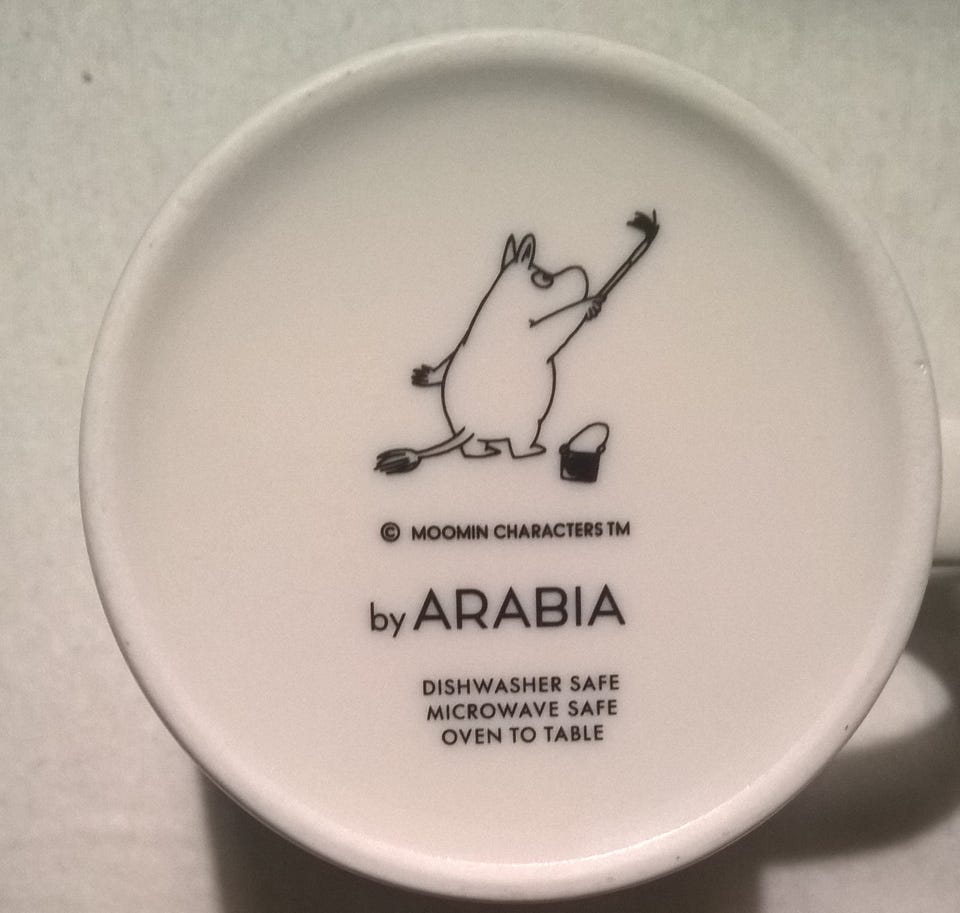 © MOOMIN CHARACTERS TM
by ARABIA
DISHWASHER SAFE
MICROWAVE SAFE
OVEN TO TABLE